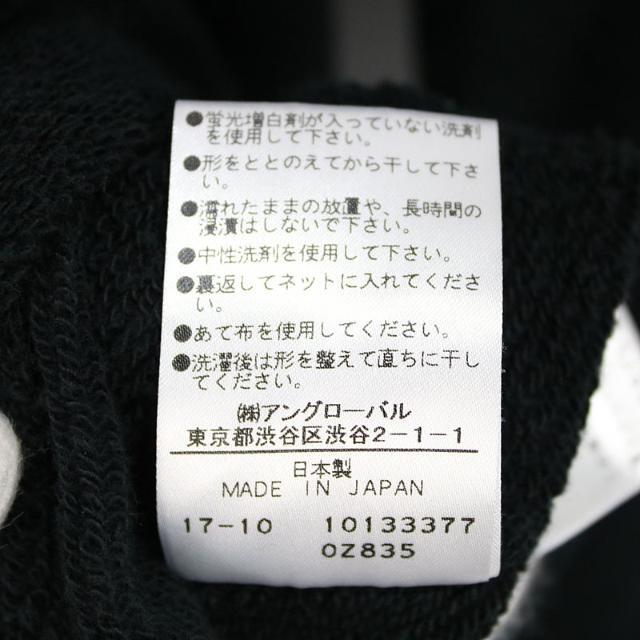 ●蛍光増白剤が入っていない洗剤
を使用して下さい。
●形をととのえてから干して下さ
い。
●濡れたままの放置や、長時間の
浸漬はしないで下さい。
●中性洗剤を使用して下さい。
●裏返してネットに入れてくださ
い。
●あて布を使用してください。
●洗濯後は形を整えて直ちに干し
てください。
㈱アングローバル
東京都渋谷区渋谷2-1-1
日本製
MADE IN JAPAN
17-10 10133377
0Z835